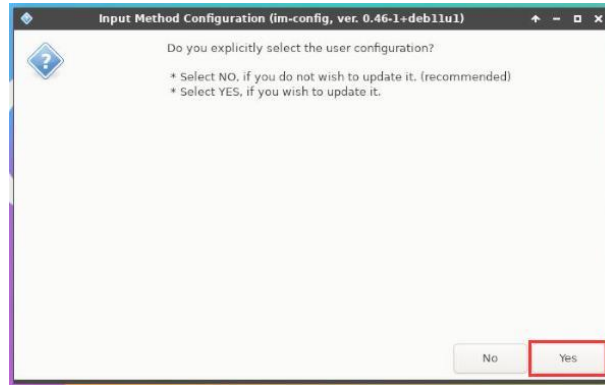 Input Method Configuration (im-config, ver. 0.46-1+deb11u1)
Do you explicitly select the user configuration?
* Select NO, if you do not wish to update it. (recommended)
* Select YES, if you wish to update it.
No
Yes